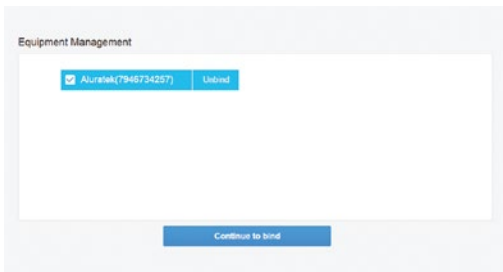 Equipment Management
Aluratek(7946734257) Unbind
Continue to bind